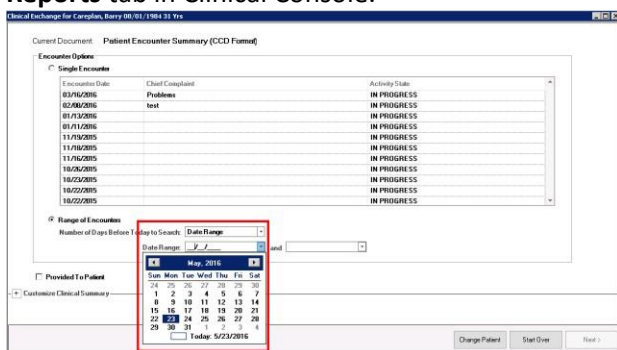 Reports tab in Clinical Console.
Clinical Exchange for Careplan, Barry 08/01/1984 31 Yrs
Current Document: Patient Encounter Summary (CCD Format)
Encounter Options
Single Encounter
Encounter Date Chief Complaint Activity State
03/16/2016 Problems IN PROGRESS
02/08/2016 test IN PROGRESS
01/13/2016 IN PROGRESS
01/11/2016 IN PROGRESS
11/19/2015 IN PROGRESS
11/18/2015 IN PROGRESS
11/16/2015 IN PROGRESS
10/26/2015 IN PROGRESS
10/23/2015 IN PROGRESS
10/22/2015 IN PROGRESS
10/22/2015 IN PROGRESS
Range of Encounters
Number of Days Before Today to Search: Date Range
Date Range: __/__/____ and
May, 2016
Sun Mon Tue Wed Thu Fri Sat
24 25 26 27 28 29 30
1 2 3 4 5 6 7
8 9 10 11 12 13 14
15 16 17 18 19 20 21
22 23 24 25 26 27 28
29 30 31 1 2 3 4
Today: 5/23/2016
Provided To Patient
+ Customize Clinical Summary
Change Patient Start Over Next >